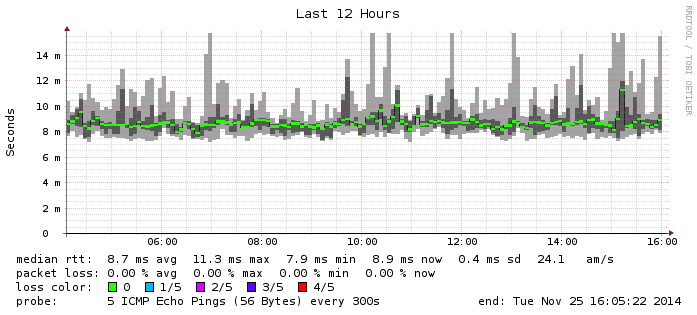 Last 12 Hours
RRDTOOL / TOBI OETIKER
Seconds
14 m
12 m
10 m
8 m
6 m
4 m
2 m
0
06:00 08:00 10:00 12:00 14:00 16:00
median rtt: 8.7 ms avg 11.3 ms max 7.9 ms min 8.9 ms now 0.4 ms sd 24.1 am/s
packet loss: 0.00 % avg 0.00 % max 0.00 % min 0.00 % now
loss color: 0 1/5 2/5 3/5 4/5
probe: 5 ICMP Echo Pings (56 Bytes) every 300s end: Tue Nov 25 16:05:22 2014